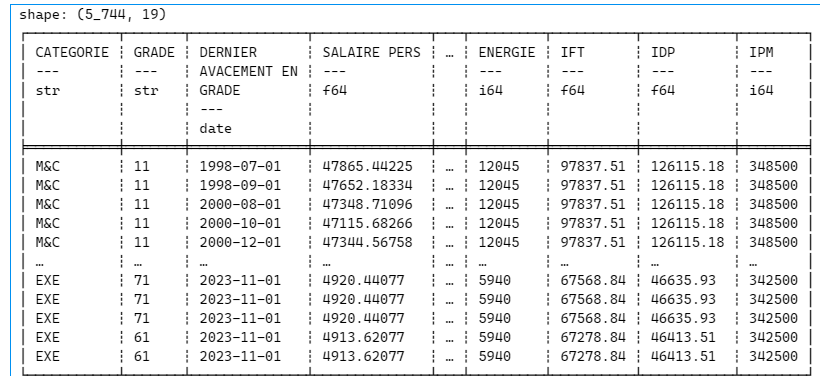 shape: (5_744, 19)
CATEGORIE ┆ GRADE ┆ DERNIER ┆ SALAIRE PERS ┆ … ┆ ENERGIE ┆ IFT ┆ IDP ┆ IPM
--- ┆ --- ┆ AVACEMENT EN ┆ --- ┆ ┆ --- ┆ --- ┆ --- ┆ ---
str ┆ str ┆ GRADE ┆ f64 ┆ ┆ i64 ┆ f64 ┆ f64 ┆ i64
---
date
M&C ┆ 11 ┆ 1998-07-01 ┆ 47865.44225 ┆ … ┆ 12045 ┆ 97837.51 ┆ 126115.18 ┆ 348500
M&C ┆ 11 ┆ 1998-09-01 ┆ 47652.18334 ┆ … ┆ 12045 ┆ 97837.51 ┆ 126115.18 ┆ 348500
M&C ┆ 11 ┆ 2000-08-01 ┆ 47348.71096 ┆ … ┆ 12045 ┆ 97837.51 ┆ 126115.18 ┆ 348500
M&C ┆ 11 ┆ 2000-10-01 ┆ 47115.68266 ┆ … ┆ 12045 ┆ 97837.51 ┆ 126115.18 ┆ 348500
M&C ┆ 11 ┆ 2000-12-01 ┆ 47344.56758 ┆ … ┆ 12045 ┆ 97837.51 ┆ 126115.18 ┆ 348500
… ┆ … ┆ … ┆ … ┆ … ┆ … ┆ … ┆ … ┆ …
EXE ┆ 71 ┆ 2023-11-01 ┆ 4920.44077 ┆ … ┆ 5940 ┆ 67568.84 ┆ 46635.93 ┆ 342500
EXE ┆ 71 ┆ 2023-11-01 ┆ 4920.44077 ┆ … ┆ 5940 ┆ 67568.84 ┆ 46635.93 ┆ 342500
EXE ┆ 71 ┆ 2023-11-01 ┆ 4920.44077 ┆ … ┆ 5940 ┆ 67568.84 ┆ 46635.93 ┆ 342500
EXE ┆ 61 ┆ 2023-11-01 ┆ 4913.62077 ┆ … ┆ 5940 ┆ 67278.84 ┆ 46413.51 ┆ 342500
EXE ┆ 61 ┆ 2023-11-01 ┆ 4913.62077 ┆ … ┆ 5940 ┆ 67278.84 ┆ 46413.51 ┆ 342500